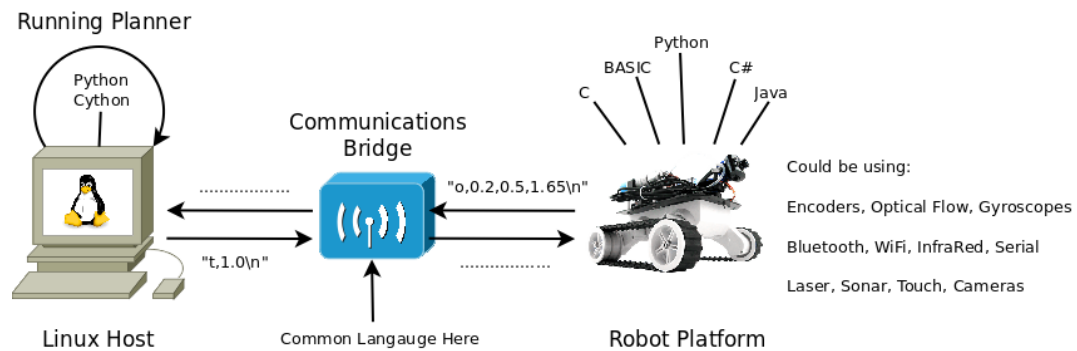 Running Planner
Python
Cython
Communications
Bridge
Python
BASIC
C#
C
Java
....................
"o,0.2,0.5,1.65\n"
"t,1.0\n"
....................
Could be using:
Encoders, Optical Flow, Gyroscopes
Bluetooth, WiFi, InfraRed, Serial
Laser, Sonar, Touch, Cameras
Linux Host
Common Langauge Here
Robot Platform